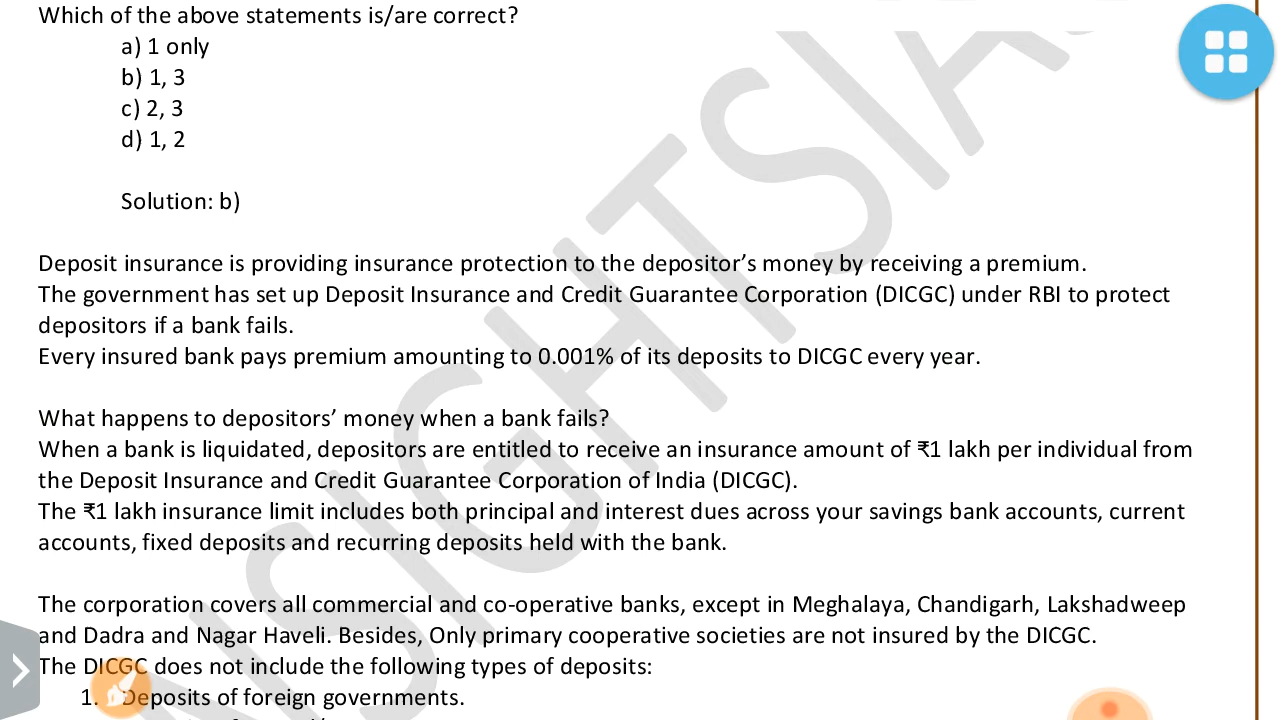 Which of the above statements is/are correct?
a) 1 only
b) 1, 3
c) 2, 3
d) 1, 2
Solution: b)
Deposit insurance is providing insurance protection to the depositor’s money by receiving a premium.
The government has set up Deposit Insurance and Credit Guarantee Corporation (DICGC) under RBI to protect
depositors if a bank fails.
Every insured bank pays premium amounting to 0.001% of its deposits to DICGC every year.
What happens to depositors’ money when a bank fails?
When a bank is liquidated, depositors are entitled to receive an insurance amount of ₹1 lakh per individual from
the Deposit Insurance and Credit Guarantee Corporation of India (DICGC).
The ₹1 lakh insurance limit includes both principal and interest dues across your savings bank accounts, current
accounts, fixed deposits and recurring deposits held with the bank.
The corporation covers all commercial and co-operative banks, except in Meghalaya, Chandigarh, Lakshadweep
and Dadra and Nagar Haveli. Besides, Only primary cooperative societies are not insured by the DICGC.
The DICGC does not include the following types of deposits:
1. Deposits of foreign governments.